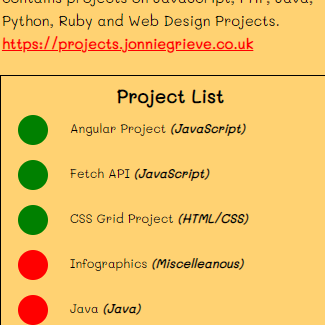 contains projects on JavaScript, PHP, Java,
Python, Ruby and Web Design Projects.
https://projects.jonniegrieve.co.uk
Project List
Angular Project (JavaScript)
Fetch API (JavaScript)
CSS Grid Project (HTML/CSS)
Infographics (Miscelleanous)
Java (Java)